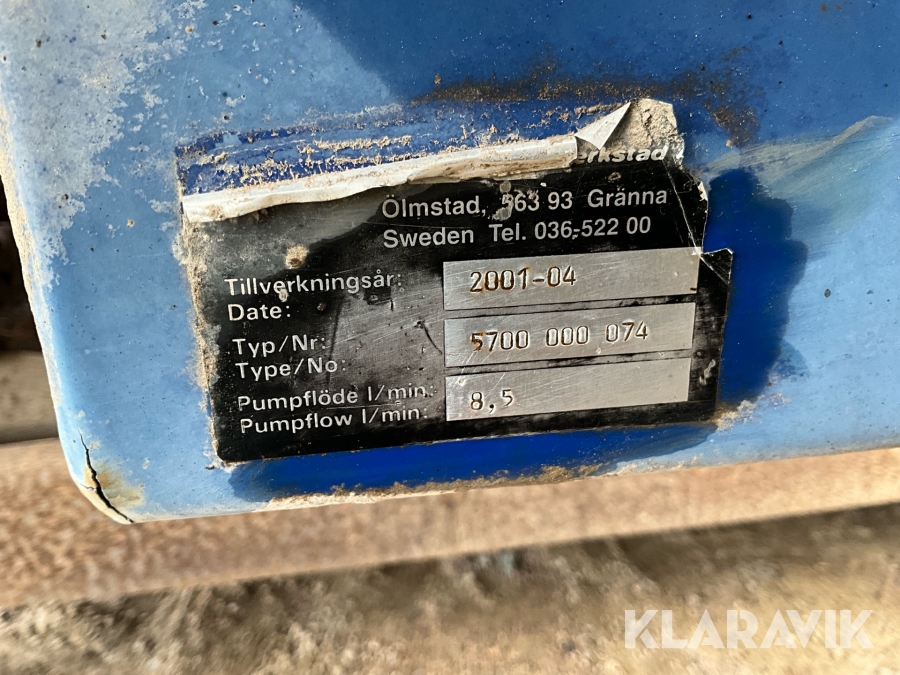 Ölmstad, 563 93 Gränna
Sweden Tel. 036-522 00
Tillverkningsår: 2001-04
Date:
Typ/Nr: 5700 000 074
Type/No:
Pumpflöde l/min: 8,5
Pumpflow l/min:
KLARAVIK